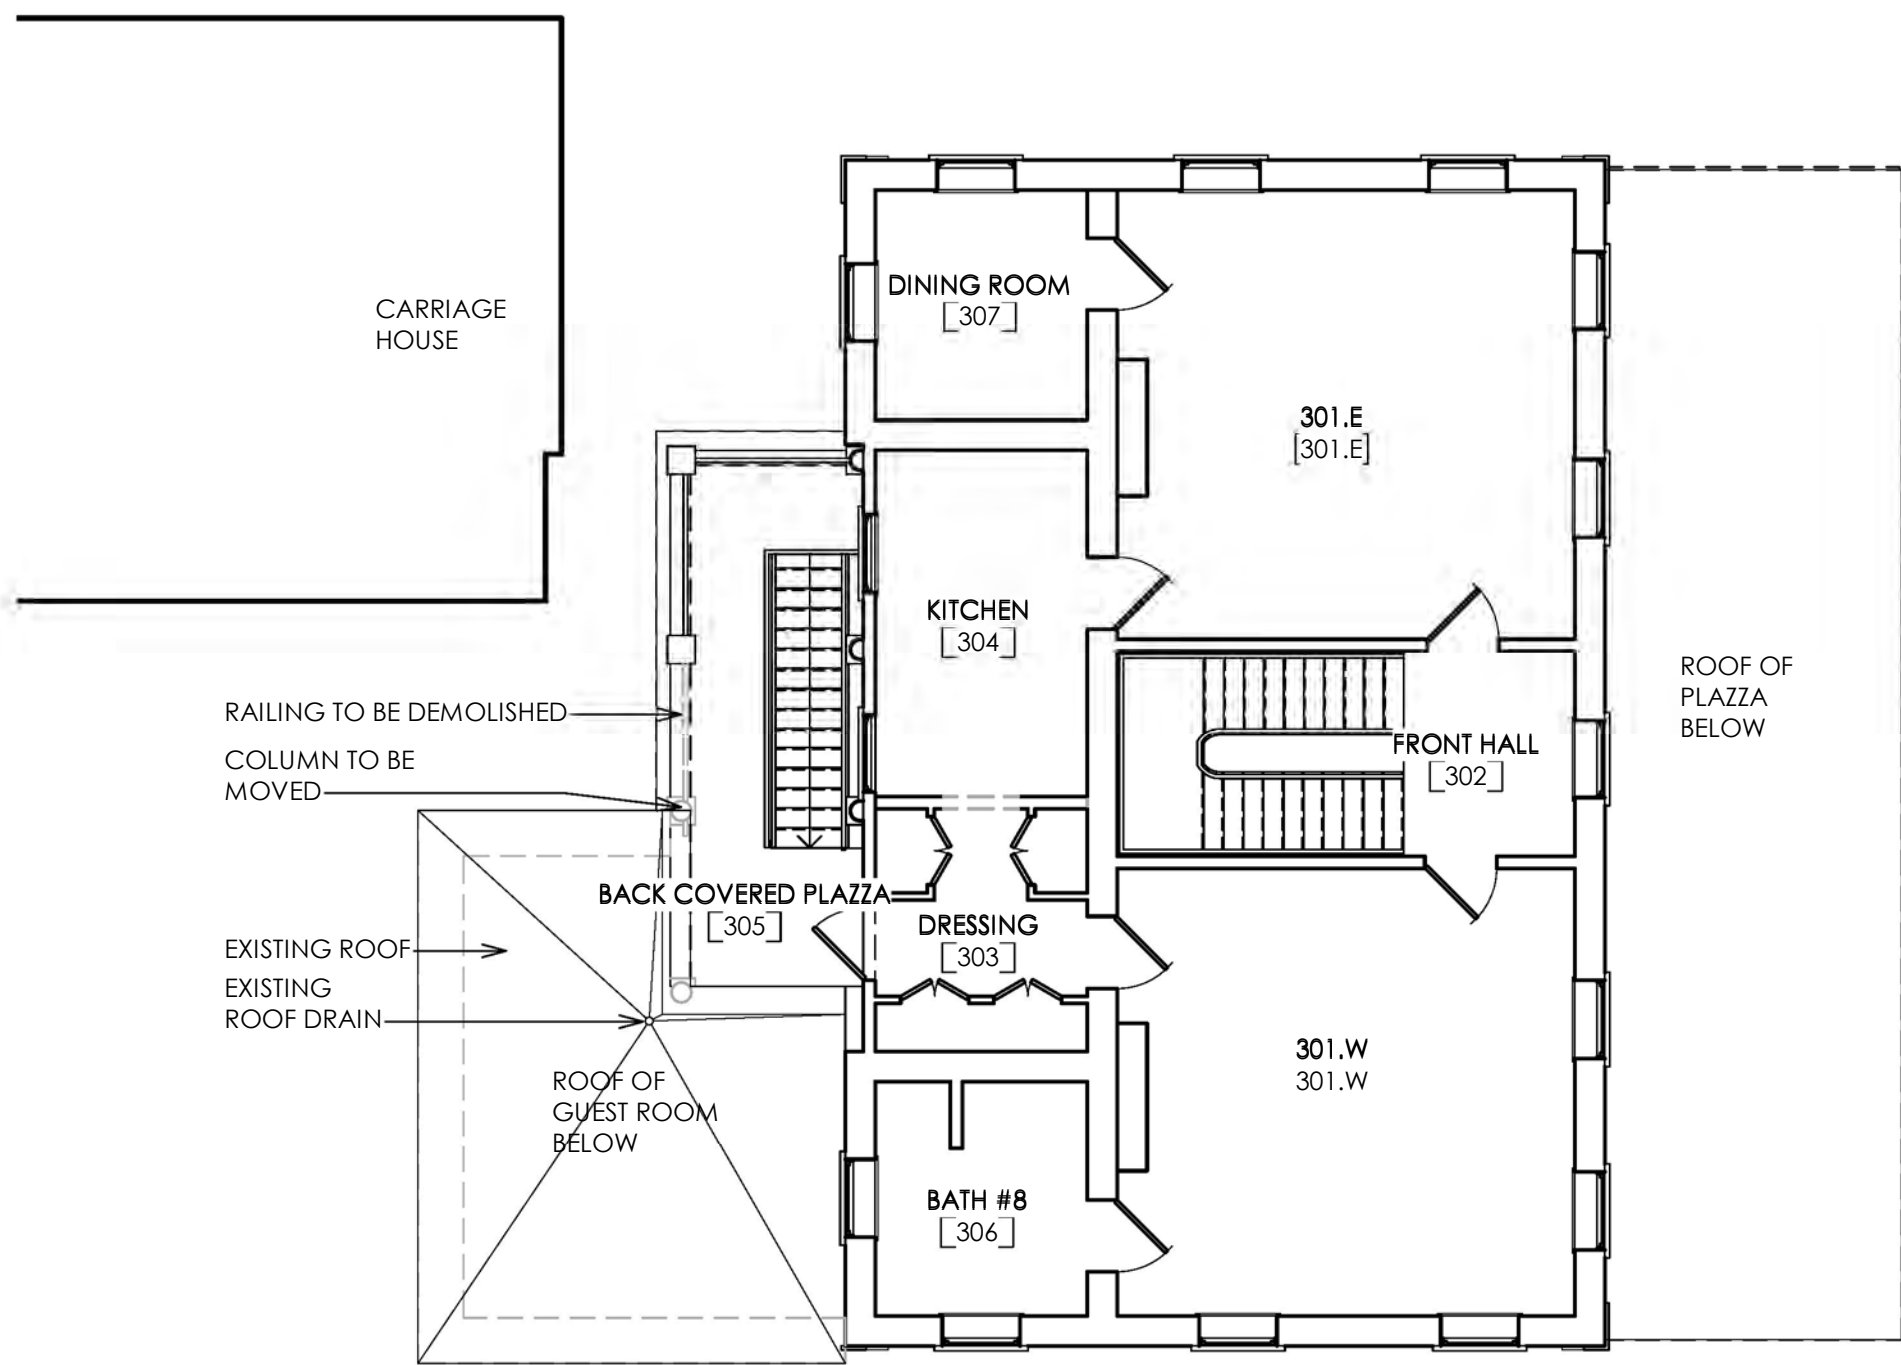 CARRIAGE
HOUSE
DINING ROOM
[307]
301.E
[301.E]
KITCHEN
[304]
ROOF OF
PLAZZA
BELOW
RAILING TO BE DEMOLISHED
COLUMN TO BE
MOVED
FRONT HALL
[302]
BACK COVERED PLAZZA
[305]
DRESSING
[303]
EXISTING ROOF
EXISTING
ROOF DRAIN
301.W
301.W
ROOF OF
GUEST ROOM
BELOW
BATH #8
[306]